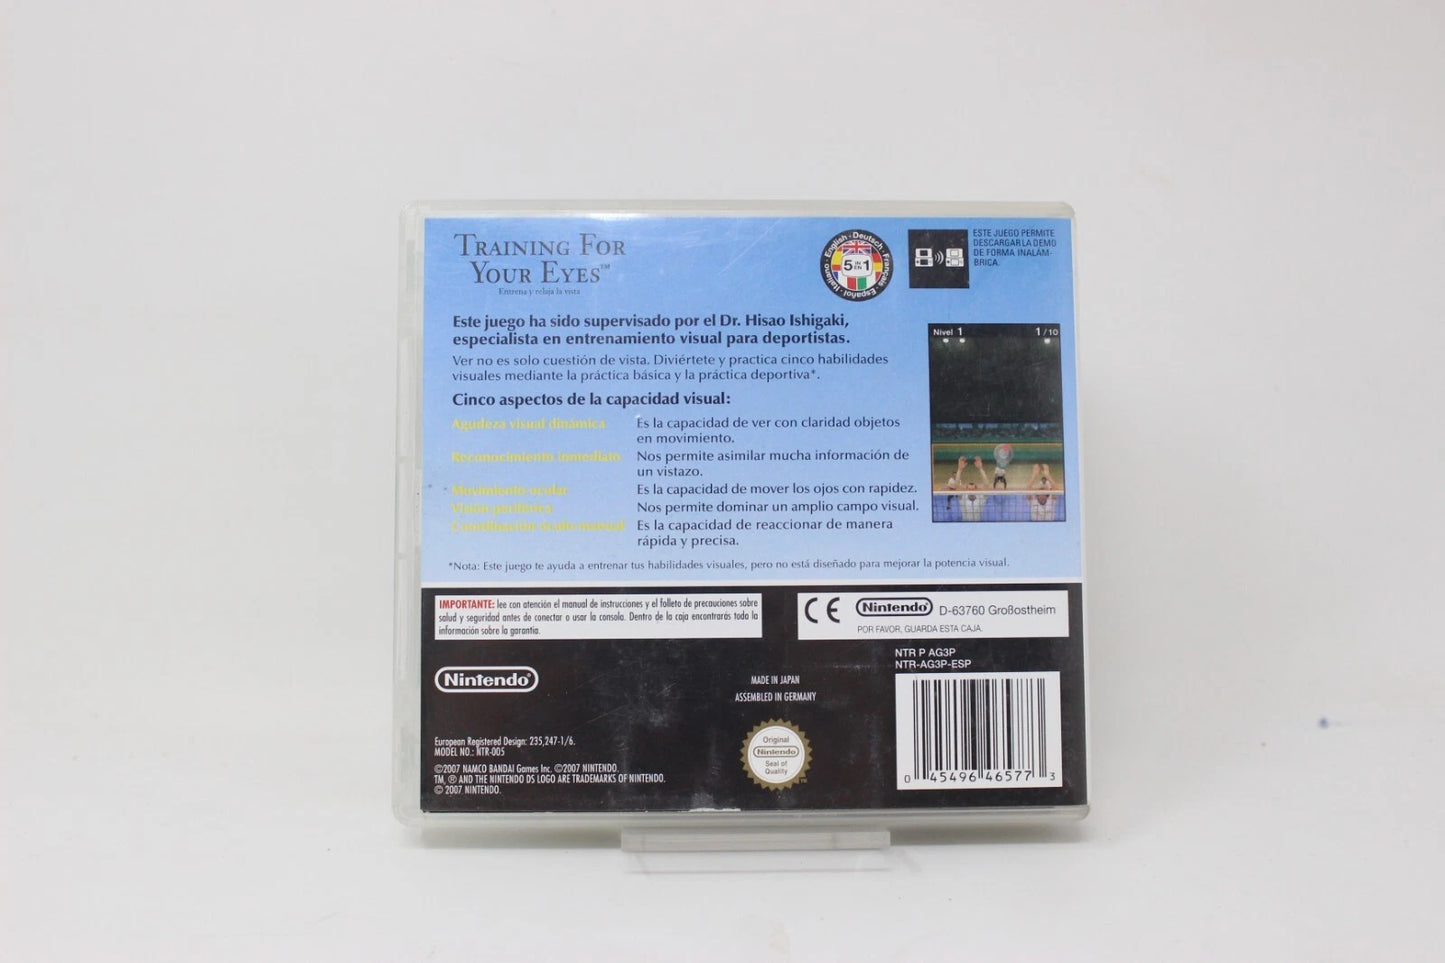 TRAINING FOR
YOUR EYES™
Entrena y relaja la vista
English · Deutsch · Français · Español · Italiano
5 IN EN 1
ESTE JUEGO PERMITE
DESCARGAR LA DEMO
DE FORMA INALÁM-
BRICA.
Este juego ha sido supervisado por el Dr. Hisao Ishigaki,
especialista en entrenamiento visual para deportistas.
Ver no es solo cuestión de vista. Diviértete y practica cinco habilidades
visuales mediante la práctica básica y la práctica deportiva*.
Nivel 1 1/10
Cinco aspectos de la capacidad visual:
Agudeza visual dinámica Es la capacidad de ver con claridad objetos
en movimiento.
Reconocimiento inmediato Nos permite asimilar mucha información de
un vistazo.
Movimiento ocular Es la capacidad de mover los ojos con rapidez.
Visión periférica Nos permite dominar un amplio campo visual.
Coordinación óculo-manual Es la capacidad de reaccionar de manera
rápida y precisa.
*Nota: Este juego te ayuda a entrenar tus habilidades visuales, pero no está diseñado para mejorar la potencia visual.
IMPORTANTE: lee con atención el manual de instrucciones y el folleto de precauciones sobre
salud y seguridad antes de conectar o usar la consola. Dentro de la caja encontrarás toda la
información sobre la garantía.
CE Nintendo® D-63760 Großostheim
POR FAVOR, GUARDA ESTA CAJA.
NTR P AG3P
NTR-AG3P-ESP
Nintendo®
MADE IN JAPAN
ASSEMBLED IN GERMANY
Original
Nintendo
Seal of
Quality
TM
European Registered Design: 235,247-1/6.
MODEL NO.: NTR-005
©2007 NAMCO BANDAI Games Inc. ©2007 NINTENDO.
TM, ® AND THE NINTENDO DS LOGO ARE TRADEMARKS OF NINTENDO.
© 2007 NINTENDO.
0 45496 46577 3